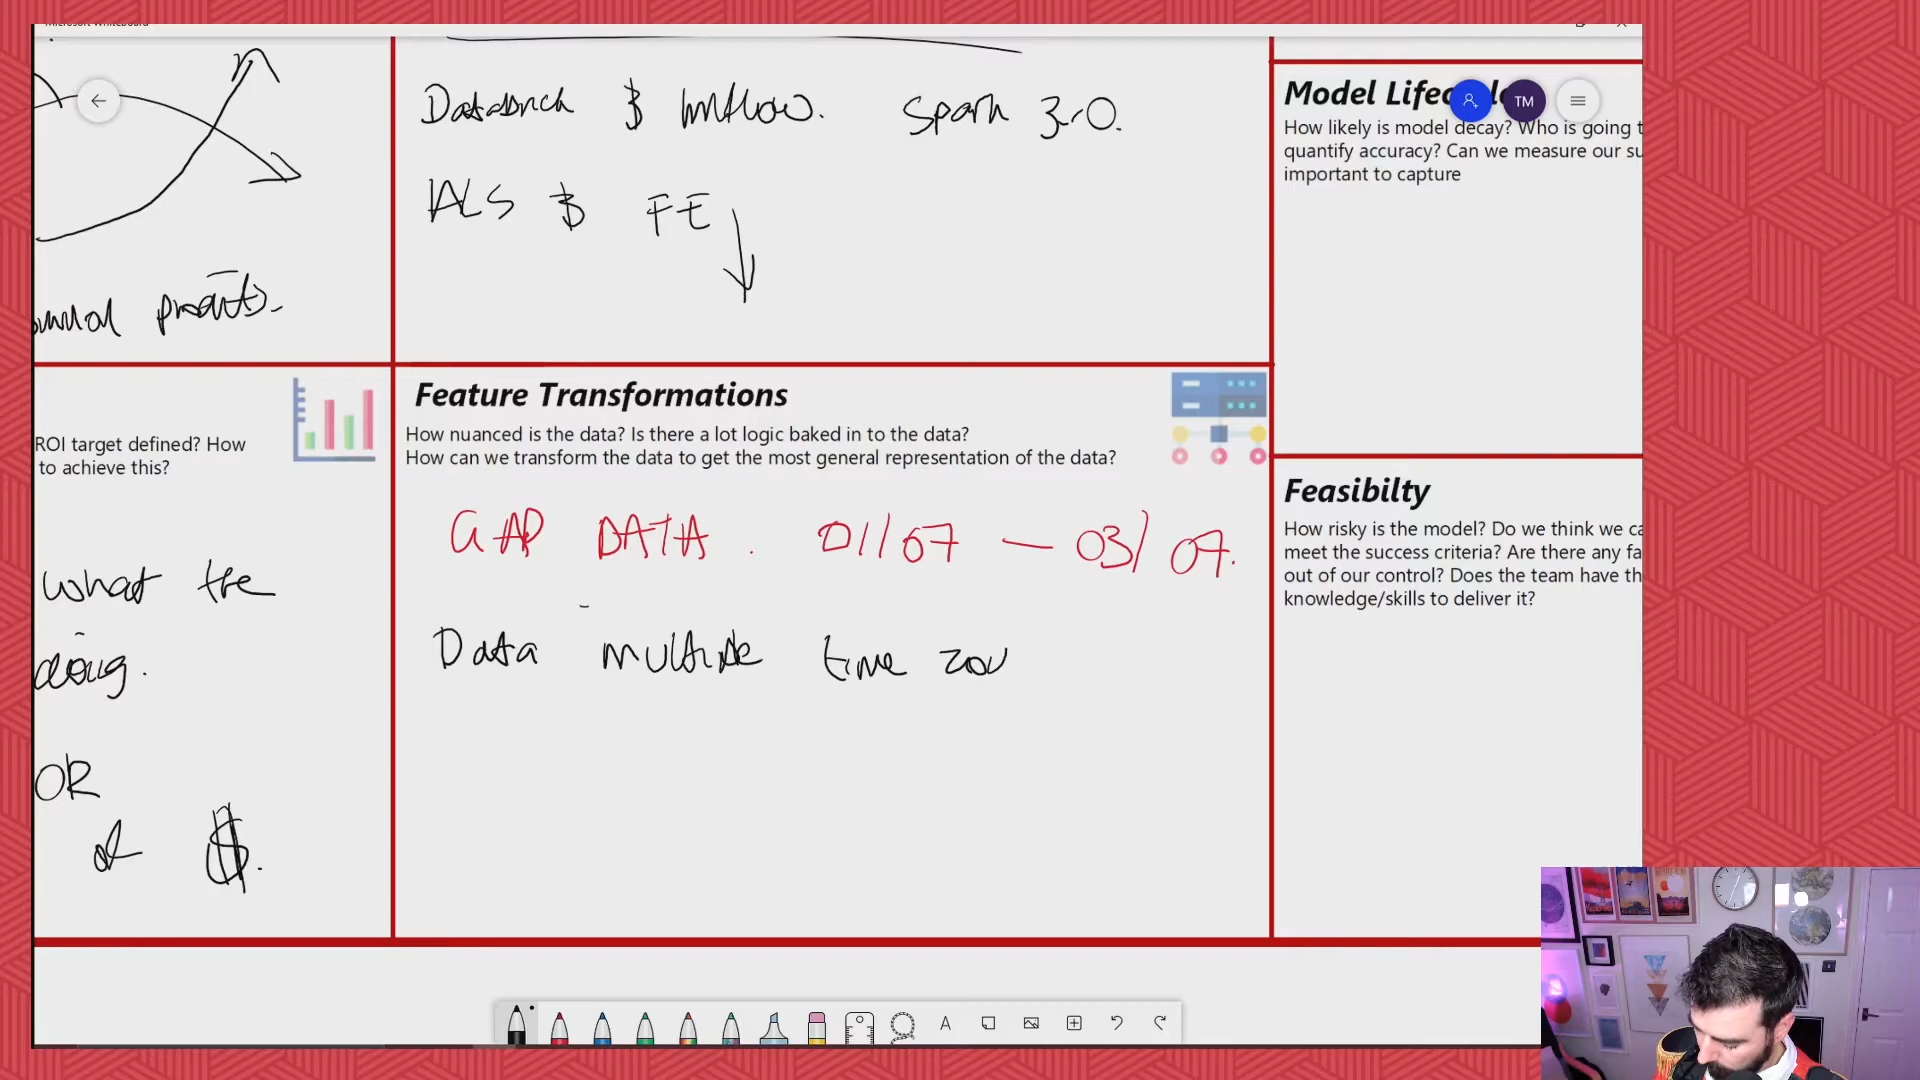 Databrick & mlflow. Spark 3.0.
ALS & FE
Model Lifec
TM
How likely is model decay? Who is going t
quantify accuracy? Can we measure our su
important to capture
ROI target defined? How
to achieve this?
what the
doing.
OR
of $.
Feature Transformations
How nuanced is the data? Is there a lot logic baked in to the data?
How can we transform the data to get the most general representation of the data?
GAP DATA. 01/07 — 03/07.
Data multiple time zon
Feasibilty
How risky is the model? Do we think we ca
meet the success criteria? Are there any fa
out of our control? Does the team have th
knowledge/skills to deliver it?
A